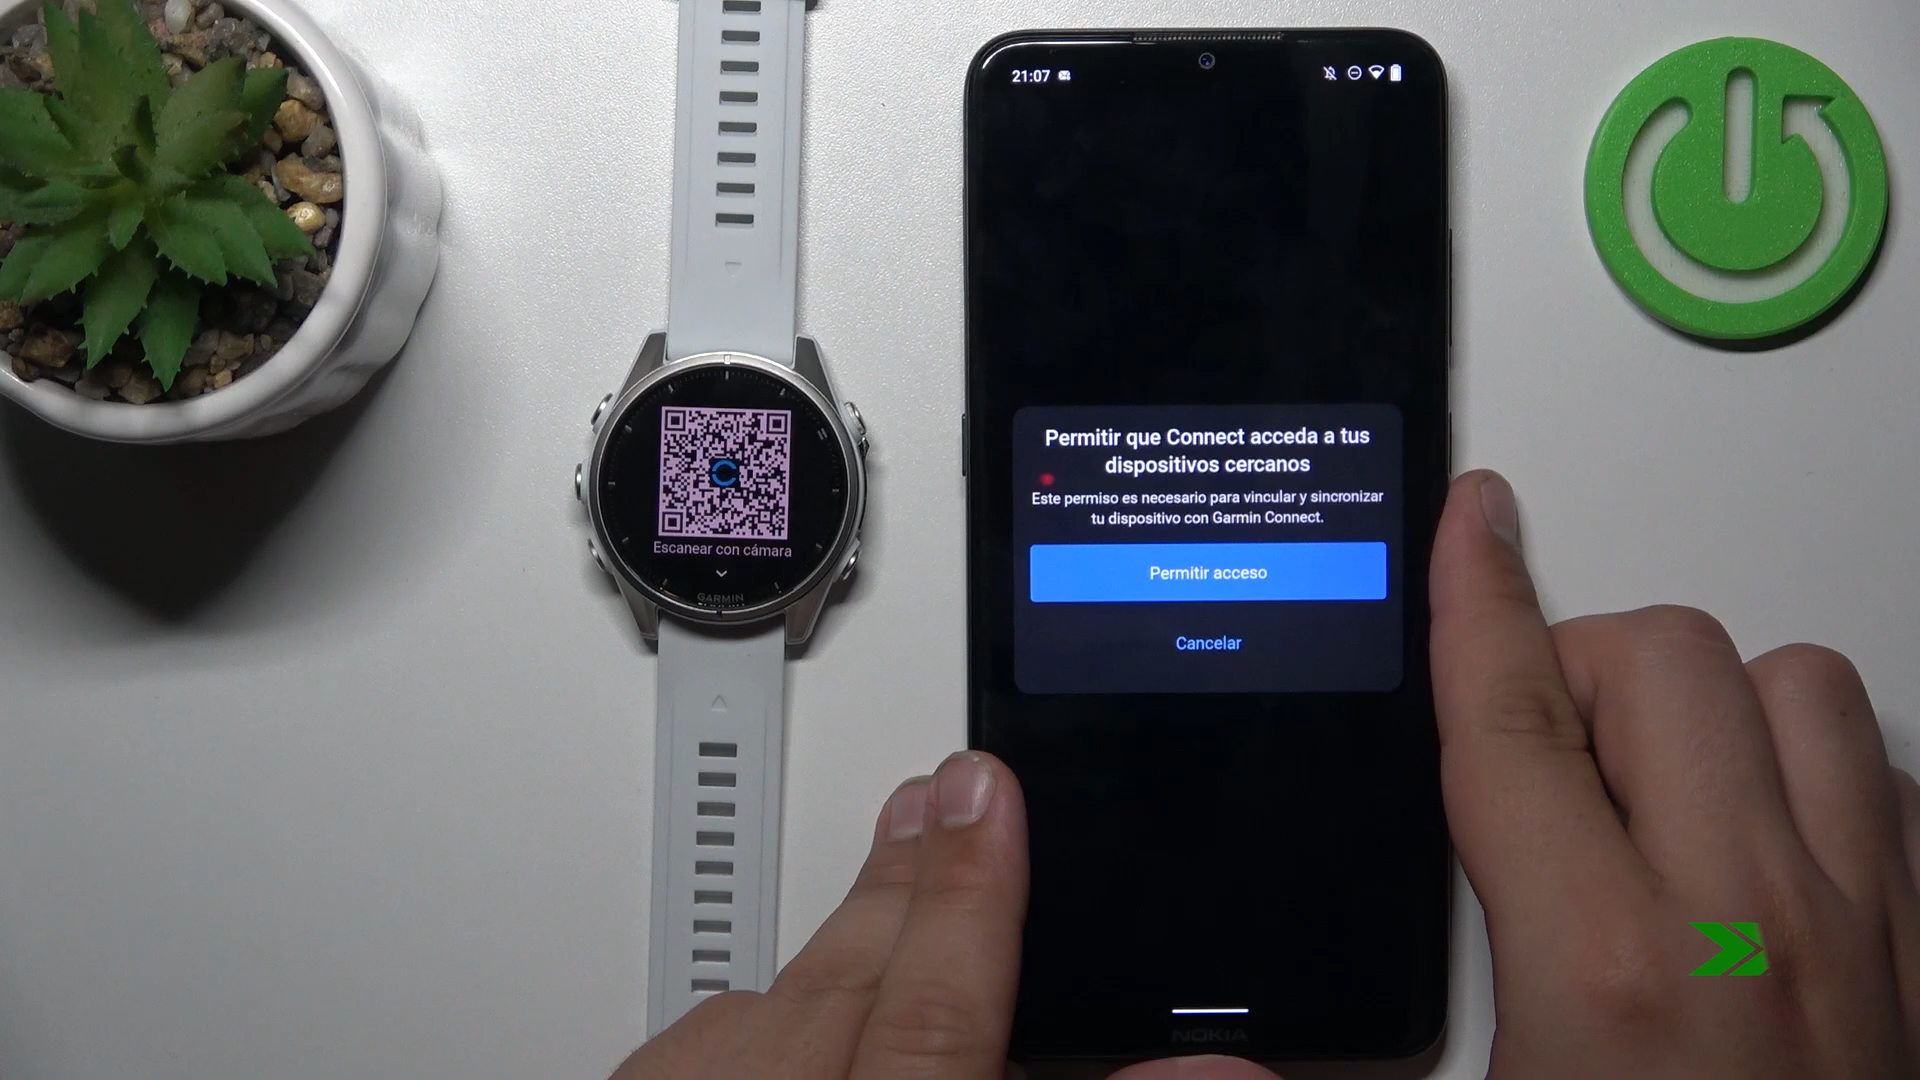 21:07
Permitir que Connect acceda a tus
dispositivos cercanos
Este permiso es necesario para vincular y sincronizar
tu dispositivo con Garmin Connect.
Permitir acceso
Cancelar
NOKIA
Escanear con cámara
GARMIN